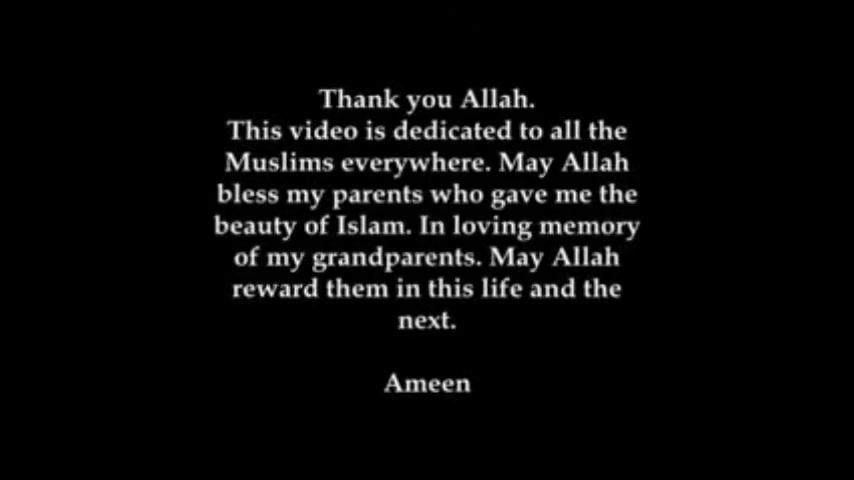 Thank you Allah.
This video is dedicated to all the
Muslims everywhere. May Allah
bless my parents who gave me the
beauty of Islam. In loving memory
of my grandparents. May Allah
reward them in this life and the
next.
Ameen